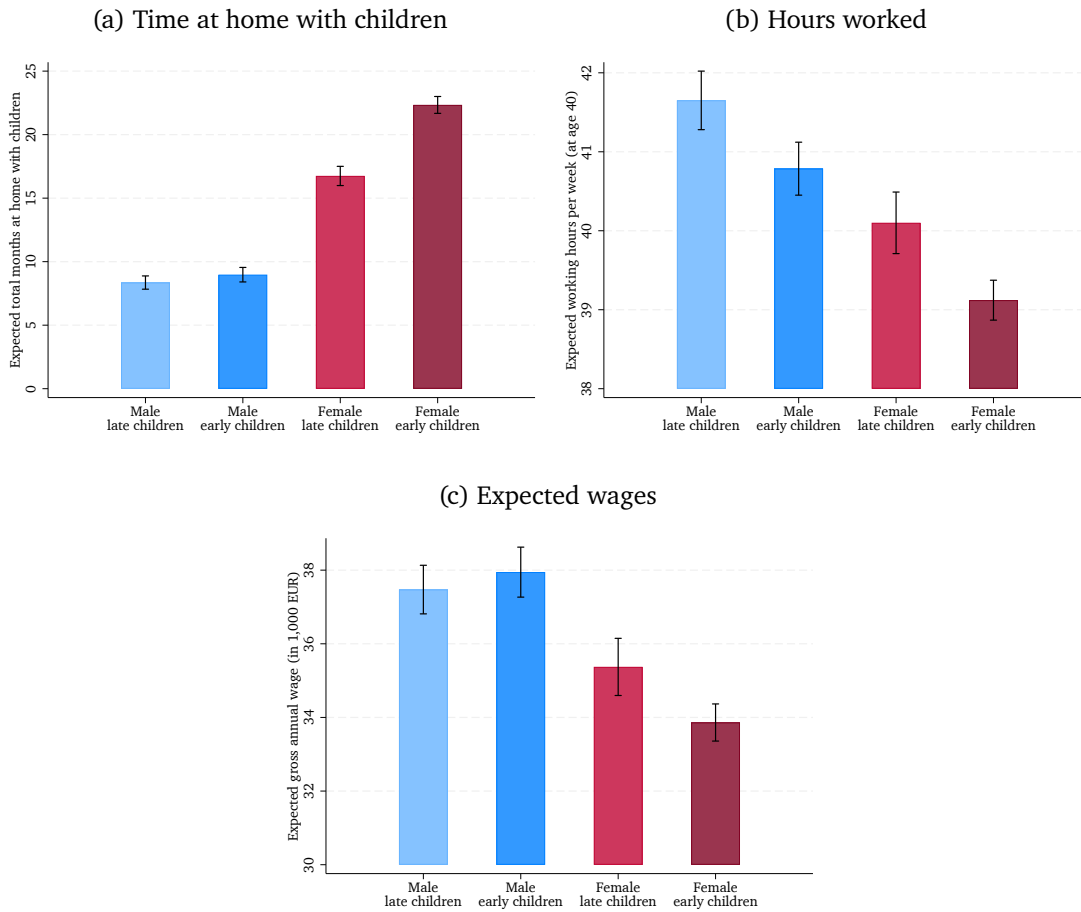 (a) Time at home with children
Expected total months at home with children
25
20
15
10
5
0
Male
late children
Male
early children
Female
late children
Female
early children
(b) Hours worked
Expected working hours per week (at age 40)
42
41
40
39
38
Male
late children
Male
early children
Female
late children
Female
early children
(c) Expected wages
Expected gross annual wage (in 1,000 EUR)
38
36
34
32
30
Male
late children
Male
early children
Female
late children
Female
early children